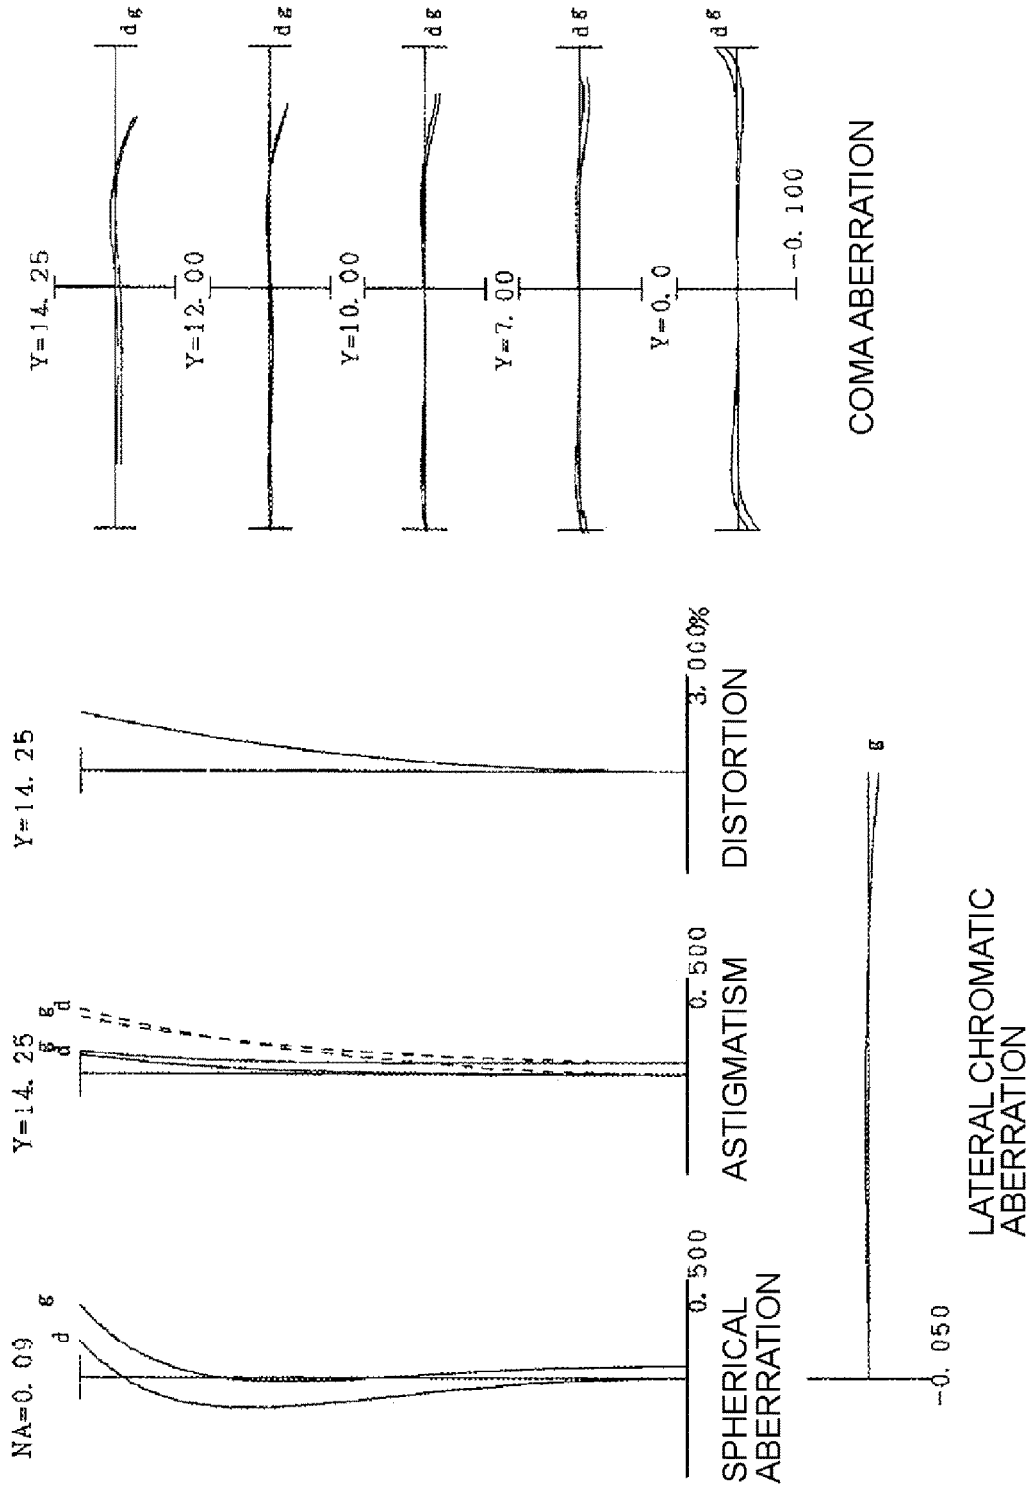 NA=0. 09
d
g
0. 500
SPHERICAL
ABERRATION
Y=14. 25
g
d
g
d
0. 500
ASTIGMATISM
Y=14. 25
3. 000%
DISTORTION
Y=14. 25
d g
Y=12. 00
d g
Y=10. 00
d g
Y=7. 00
d g
Y=0. 0
d g
-0. 100
COMA ABERRATION
g
-0. 050
LATERAL CHROMATIC
ABERRATION